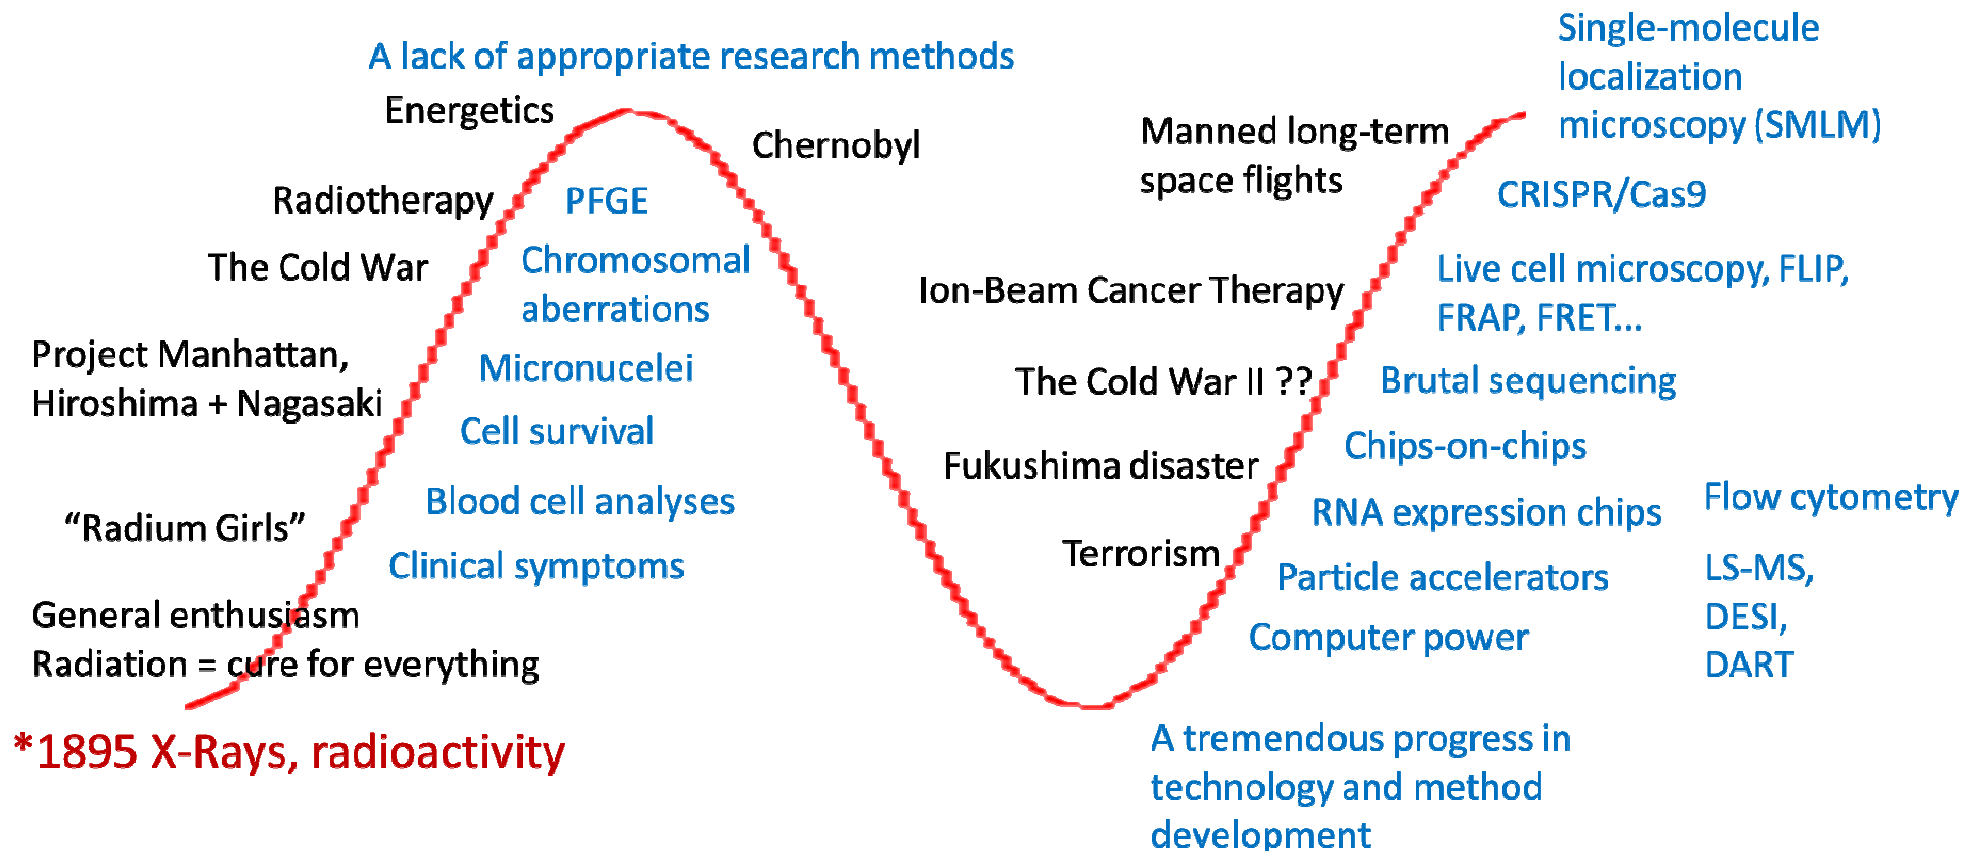 A lack of appropriate research methods
Energetics
Chernobyl
Radiotherapy
PFGE
The Cold War
Chromosomal
aberrations
Project Manhattan,
Hiroshima + Nagasaki
Micronucelei
Cell survival
"Radium Girls"
Blood cell analyses
Clinical symptoms
General enthusiasm
Radiation = cure for everything
*1895 X-Rays, radioactivity
Single-molecule
localization
microscopy (SMLM)
Manned long-term
space flights
CRISPR/Cas9
Ion-Beam Cancer Therapy
Live cell microscopy, FLIP,
FRAP, FRET...
The Cold War II ??
Brutal sequencing
Fukushima disaster
Chips-on-chips
RNA expression chips
Flow cytometry
Terrorism
Particle accelerators
LS-MS,
DESI,
DART
Computer power
A tremendous progress in
technology and method
development